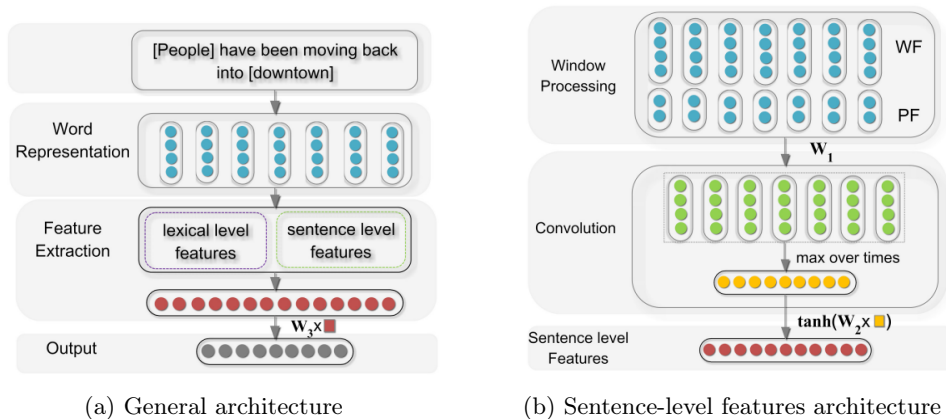 [People] have been moving back
into [downtown]
Word
Representation
Feature
Extraction
lexical level
features
sentence level
features
W3x
Output
(a) General architecture
Window
Processing
WF
PF
W1
Convolution
max over times
tanh(W2x )
Sentence level
Features
(b) Sentence-level features architecture